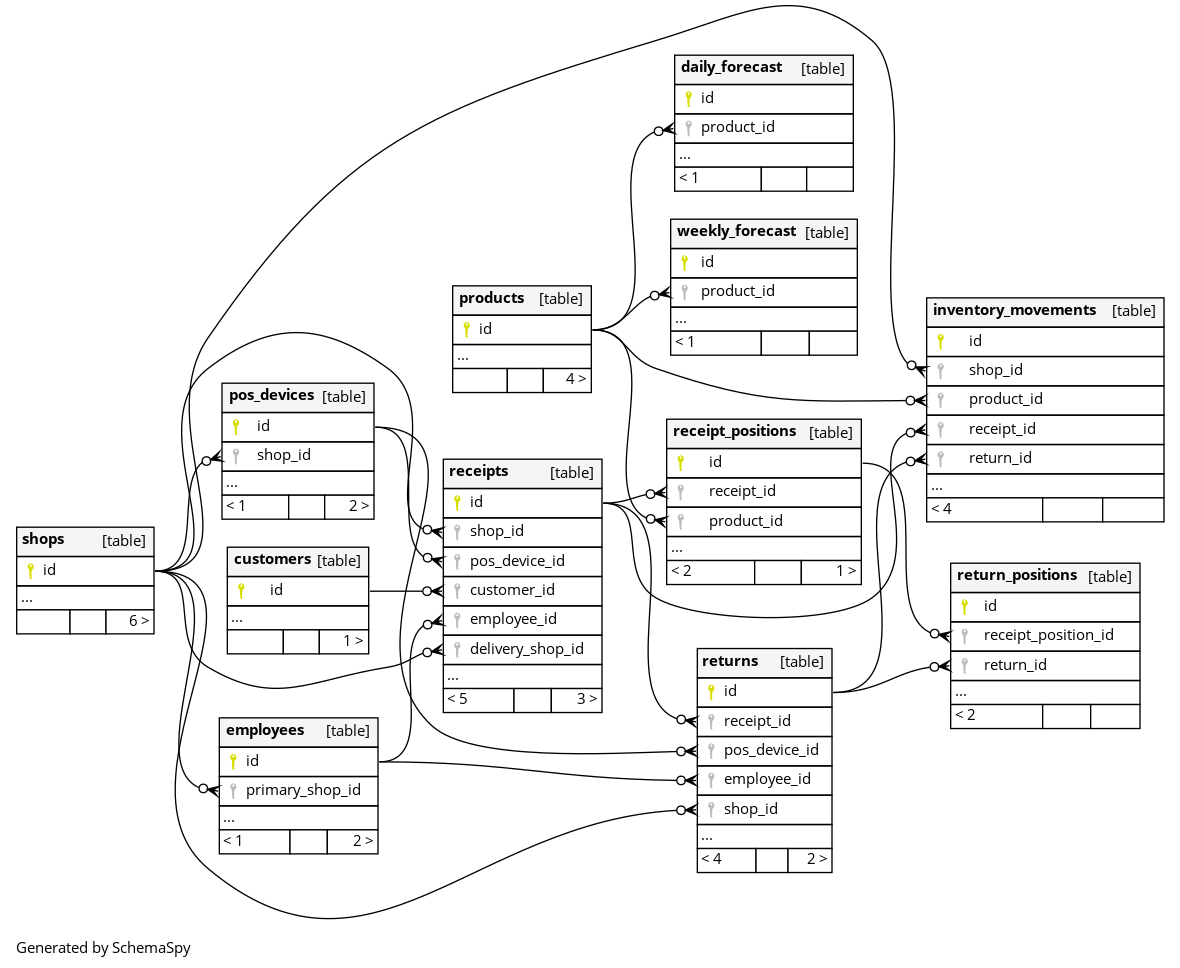 daily_forecast [table]
id
product_id
...
< 1
weekly_forecast [table]
id
product_id
...
< 1
products [table]
id
...
4 >
inventory_movements [table]
id
shop_id
product_id
receipt_id
return_id
...
< 4
pos_devices [table]
id
shop_id
...
< 1 2 >
receipt_positions [table]
id
receipt_id
product_id
...
< 2 1 >
receipts [table]
id
shop_id
pos_device_id
customer_id
employee_id
delivery_shop_id
...
< 5 3 >
shops [table]
id
...
6 >
customers [table]
id
...
1 >
return_positions [table]
id
receipt_position_id
return_id
...
< 2
returns [table]
id
receipt_id
pos_device_id
employee_id
shop_id
...
< 4 2 >
employees [table]
id
primary_shop_id
...
< 1 2 >
Generated by SchemaSpy